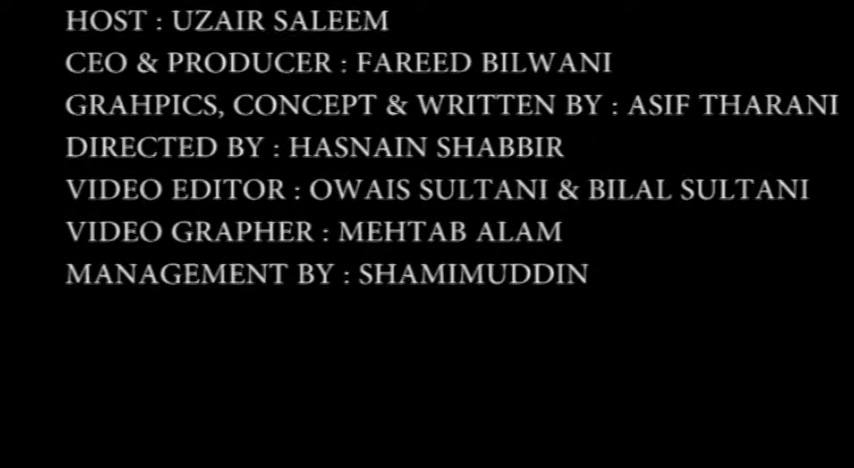 HOST : UZAIR SALEEM
CEO & PRODUCER : FAREED BILWANI
GRAHPICS, CONCEPT & WRITTEN BY : ASIF THARANI
DIRECTED BY : HASNAIN SHABBIR
VIDEO EDITOR : OWAIS SULTANI & BILAL SULTANI
VIDEO GRAPHER : MEHTAB ALAM
MANAGEMENT BY : SHAMIMUDDIN